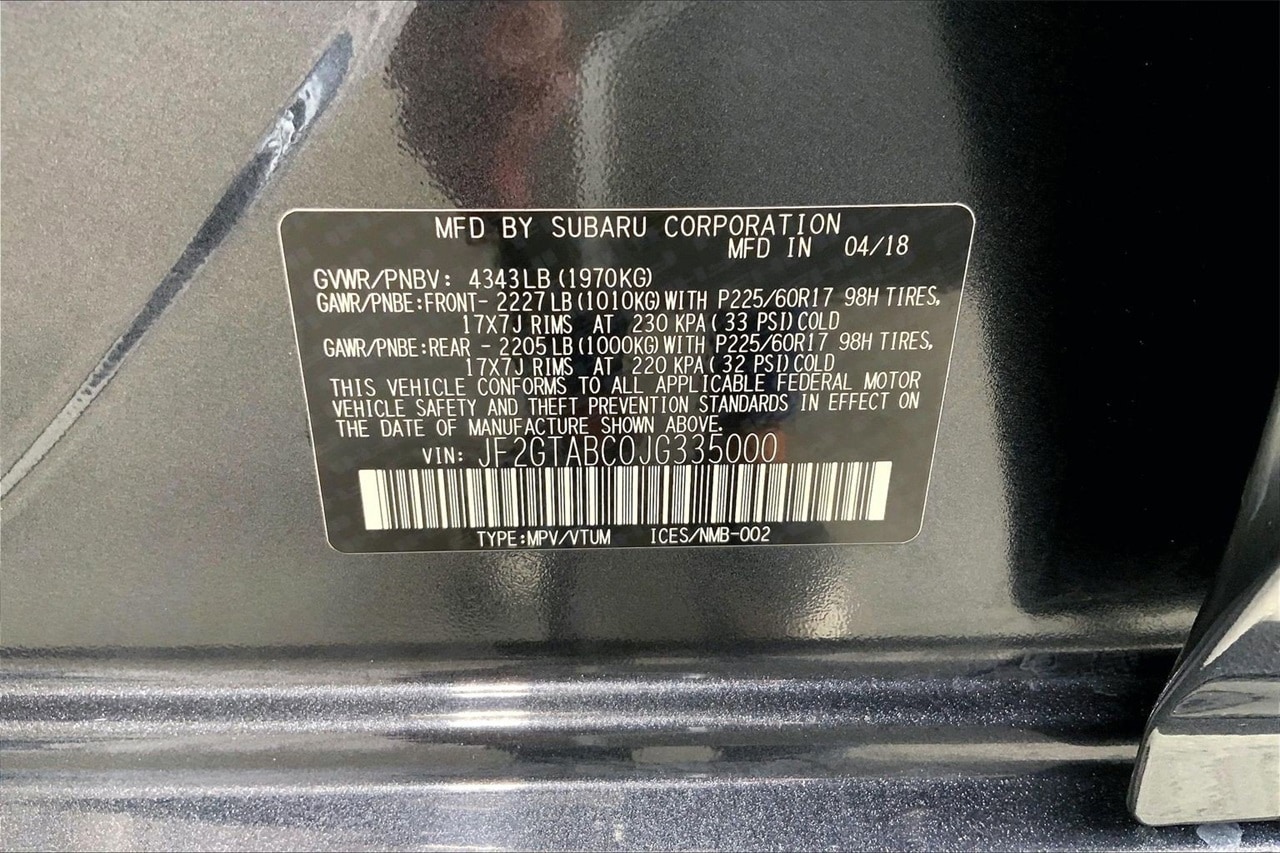 MFD BY SUBARU CORPORATION
MFD IN 04/18
GVWR/PNBV: 4343LB (1970KG)
GAWR/PNBE:FRONT- 2227LB (1010KG) WITH P225/60R17 98H TIRES,
17X7J RIMS AT 230 KPA( 33 PSI) COLD
GAWR/PNBE:REAR - 2205LB (1000KG) WITH P225/60R17 98H TIRES,
17X7J RIMS AT 220 KPA( 32 PSI) COLD
THIS VEHICLE CONFORMS TO ALL APPLICABLE FEDERAL MOTOR
VEHICLE SAFETY AND THEFT PREVENTION STANDARDS IN EFFECT ON
THE DATE OF MANUFACTURE SHOWN ABOVE.
VIN: JF2GTABC0JG335000
TYPE:MPV/VTUM ICES/NMB-002